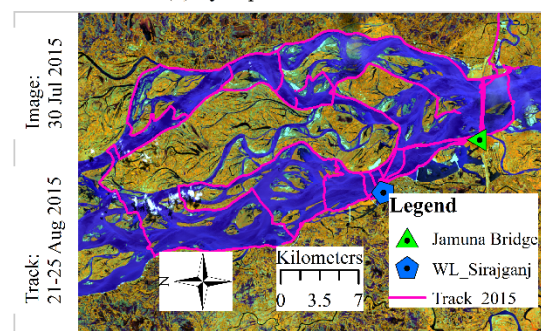 Image:
30 Jul 2015
Track:
21-25 Aug 2015
N
Kilometers
0 3.5 7
Legend
Jamuna Bridge
WL_Sirajganj
Track_2015